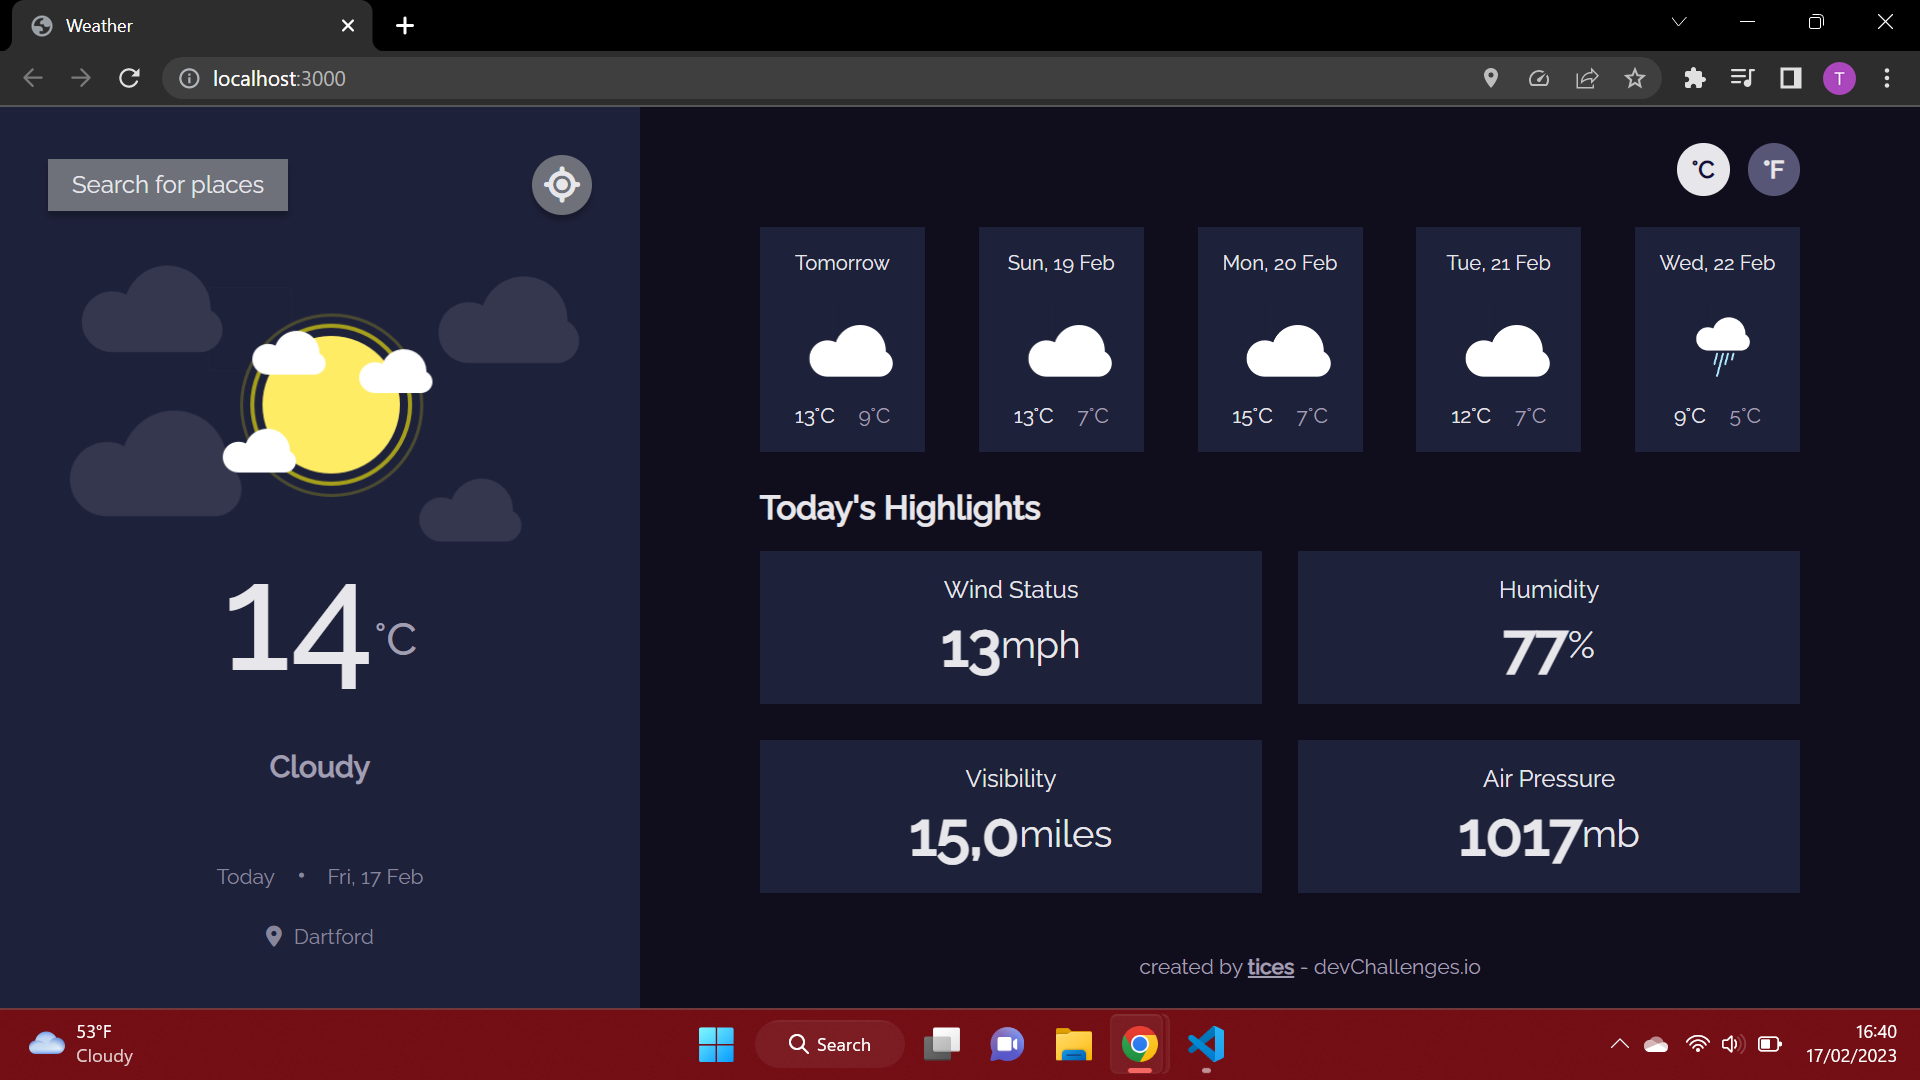 Weather
localhost:3000
T
Search for places
°C
°F
Tomorrow
13°C 9°C
Sun, 19 Feb
13°C 7°C
Mon, 20 Feb
15°C 7°C
Tue, 21 Feb
12°C 7°C
Wed, 22 Feb
9°C 5°C
14°C
Cloudy
Today • Fri, 17 Feb
Dartford
Today's Highlights
Wind Status
13mph
Humidity
77%
Visibility
15,0miles
Air Pressure
1017mb
created by tices - devChallenges.io
53°F
Cloudy
Search
16:40
17/02/2023